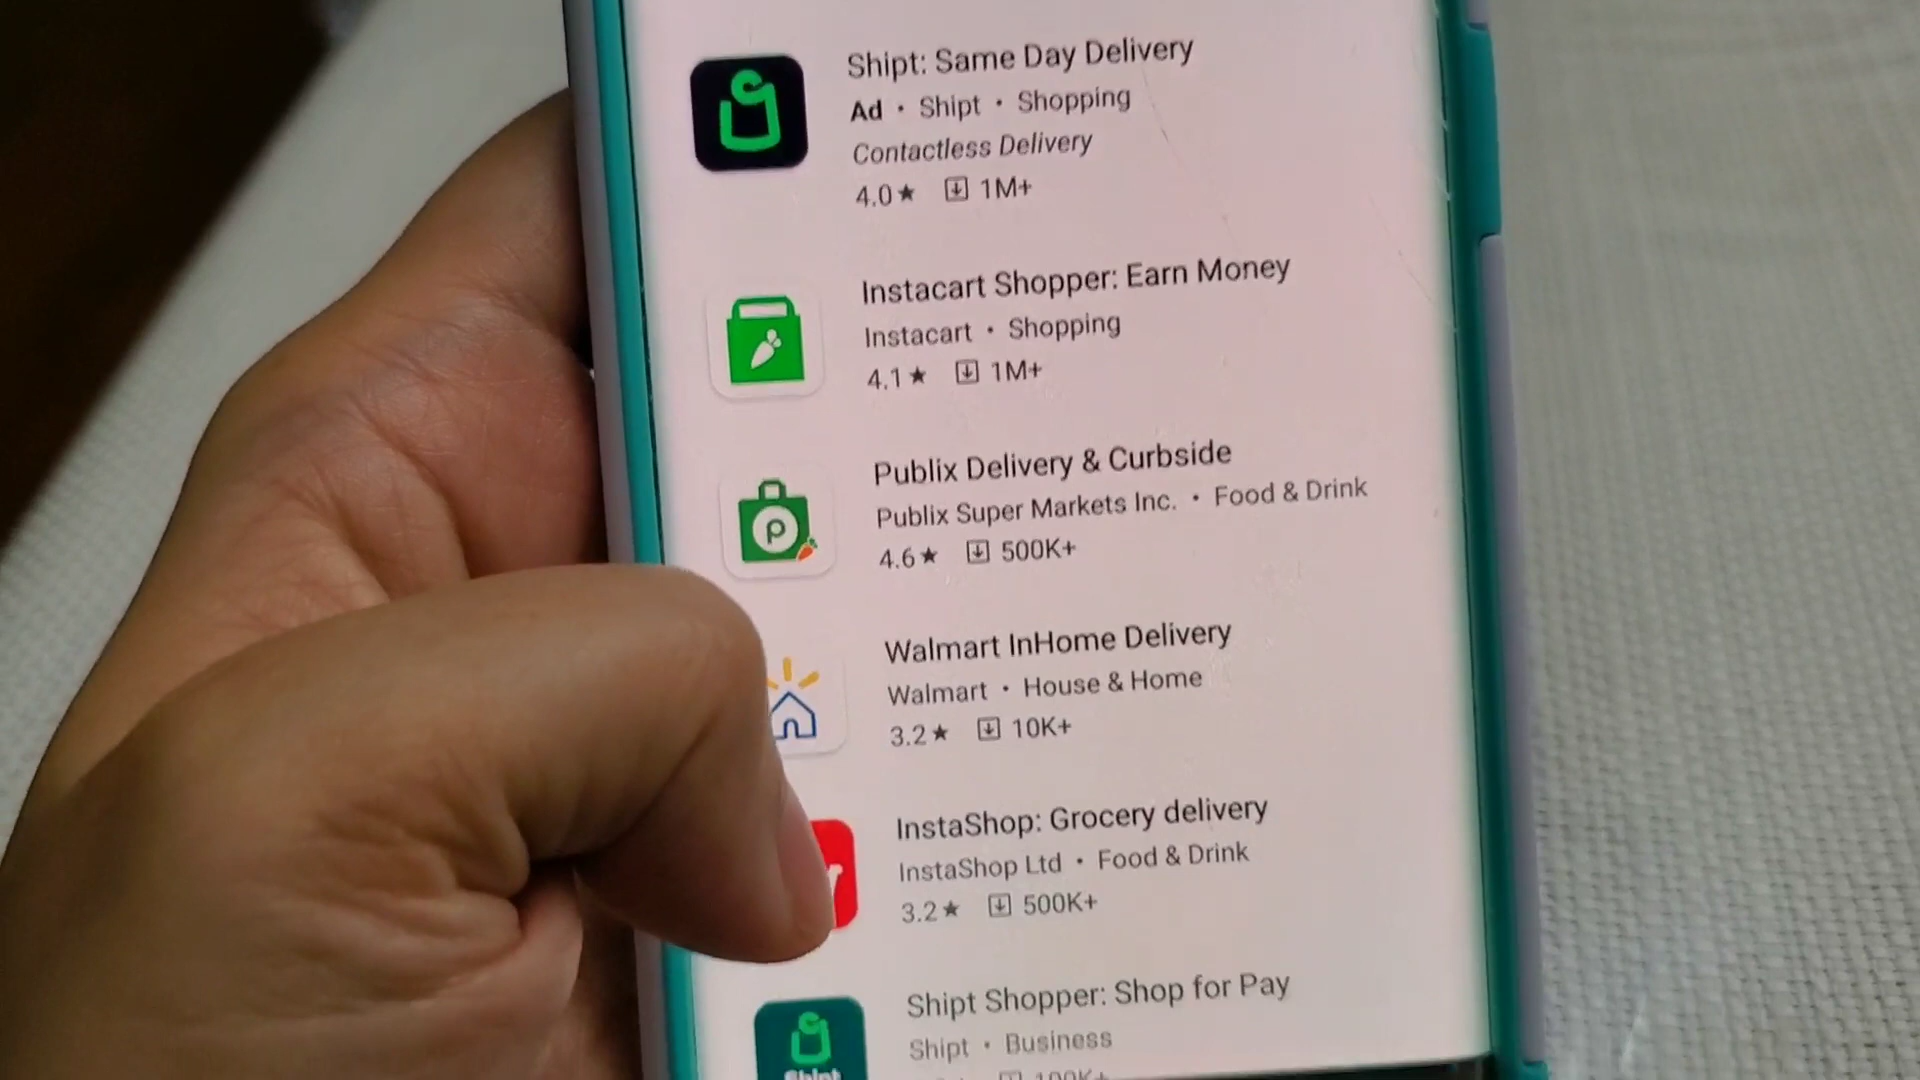 Shipt: Same Day Delivery
Ad • Shipt • Shopping
Contactless Delivery
4.0★ 1M+
Instacart Shopper: Earn Money
Instacart • Shopping
4.1★ 1M+
Publix Delivery & Curbside
Publix Super Markets Inc. • Food & Drink
4.6★ 500K+
Walmart InHome Delivery
Walmart • House & Home
3.2★ 10K+
InstaShop: Grocery delivery
InstaShop Ltd • Food & Drink
3.2★ 500K+
Shipt Shopper: Shop for Pay
Shipt • Business
Shipt
100K+